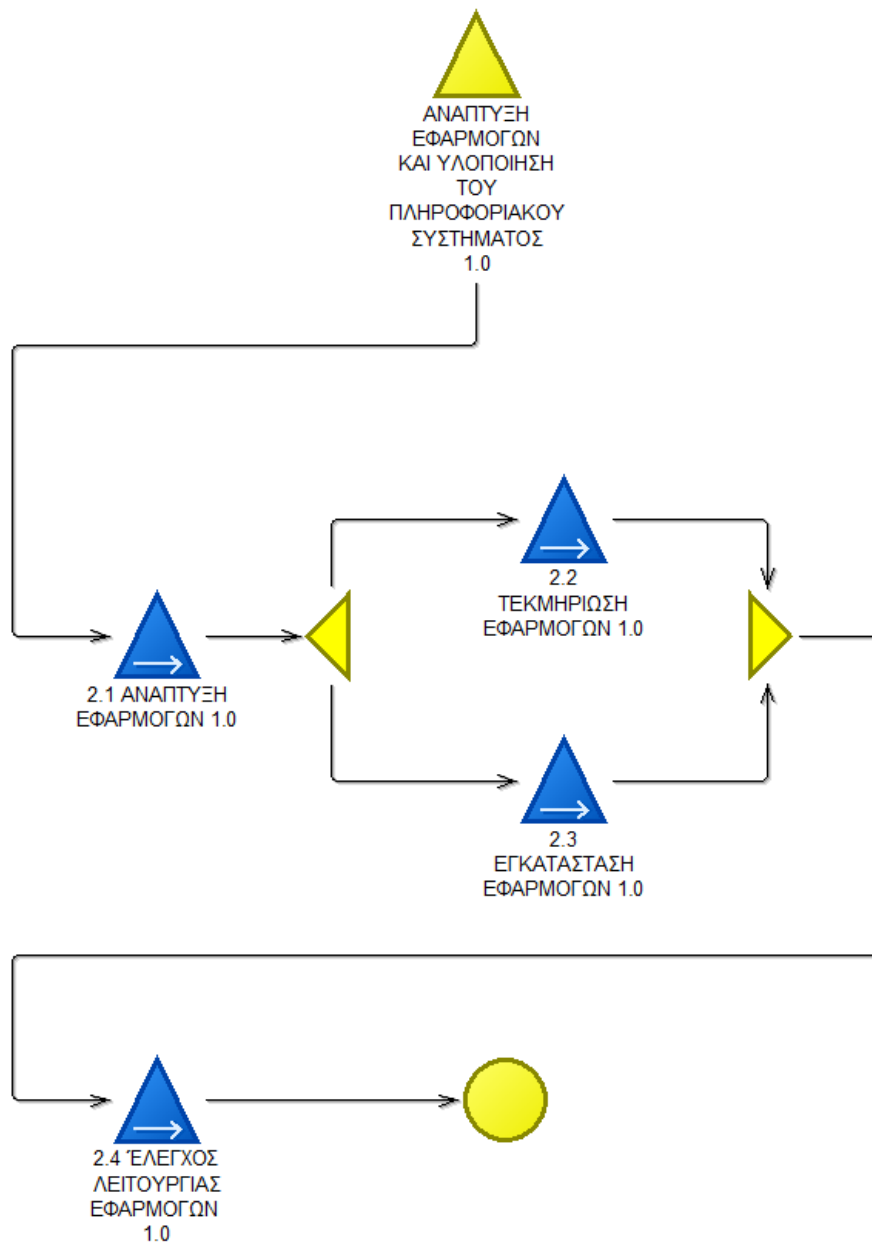 ΑΝΑΠΤΥΞΗ
ΕΦΑΡΜΟΓΩΝ
ΚΑΙ ΥΛΟΠΟΙΗΣΗ
ΤΟΥ
ΠΛΗΡΟΦΟΡΙΑΚΟΥ
ΣΥΣΤΗΜΑΤΟΣ
1.0
2.2
ΤΕΚΜΗΡΙΩΣΗ
ΕΦΑΡΜΟΓΩΝ 1.0
2.1 ΑΝΑΠΤΥΞΗ
ΕΦΑΡΜΟΓΩΝ 1.0
2.3
ΕΓΚΑΤΑΣΤΑΣΗ
ΕΦΑΡΜΟΓΩΝ 1.0
2.4 ΈΛΕΓΧΟΣ
ΛΕΙΤΟΥΡΓΙΑΣ
ΕΦΑΡΜΟΓΩΝ
1.0